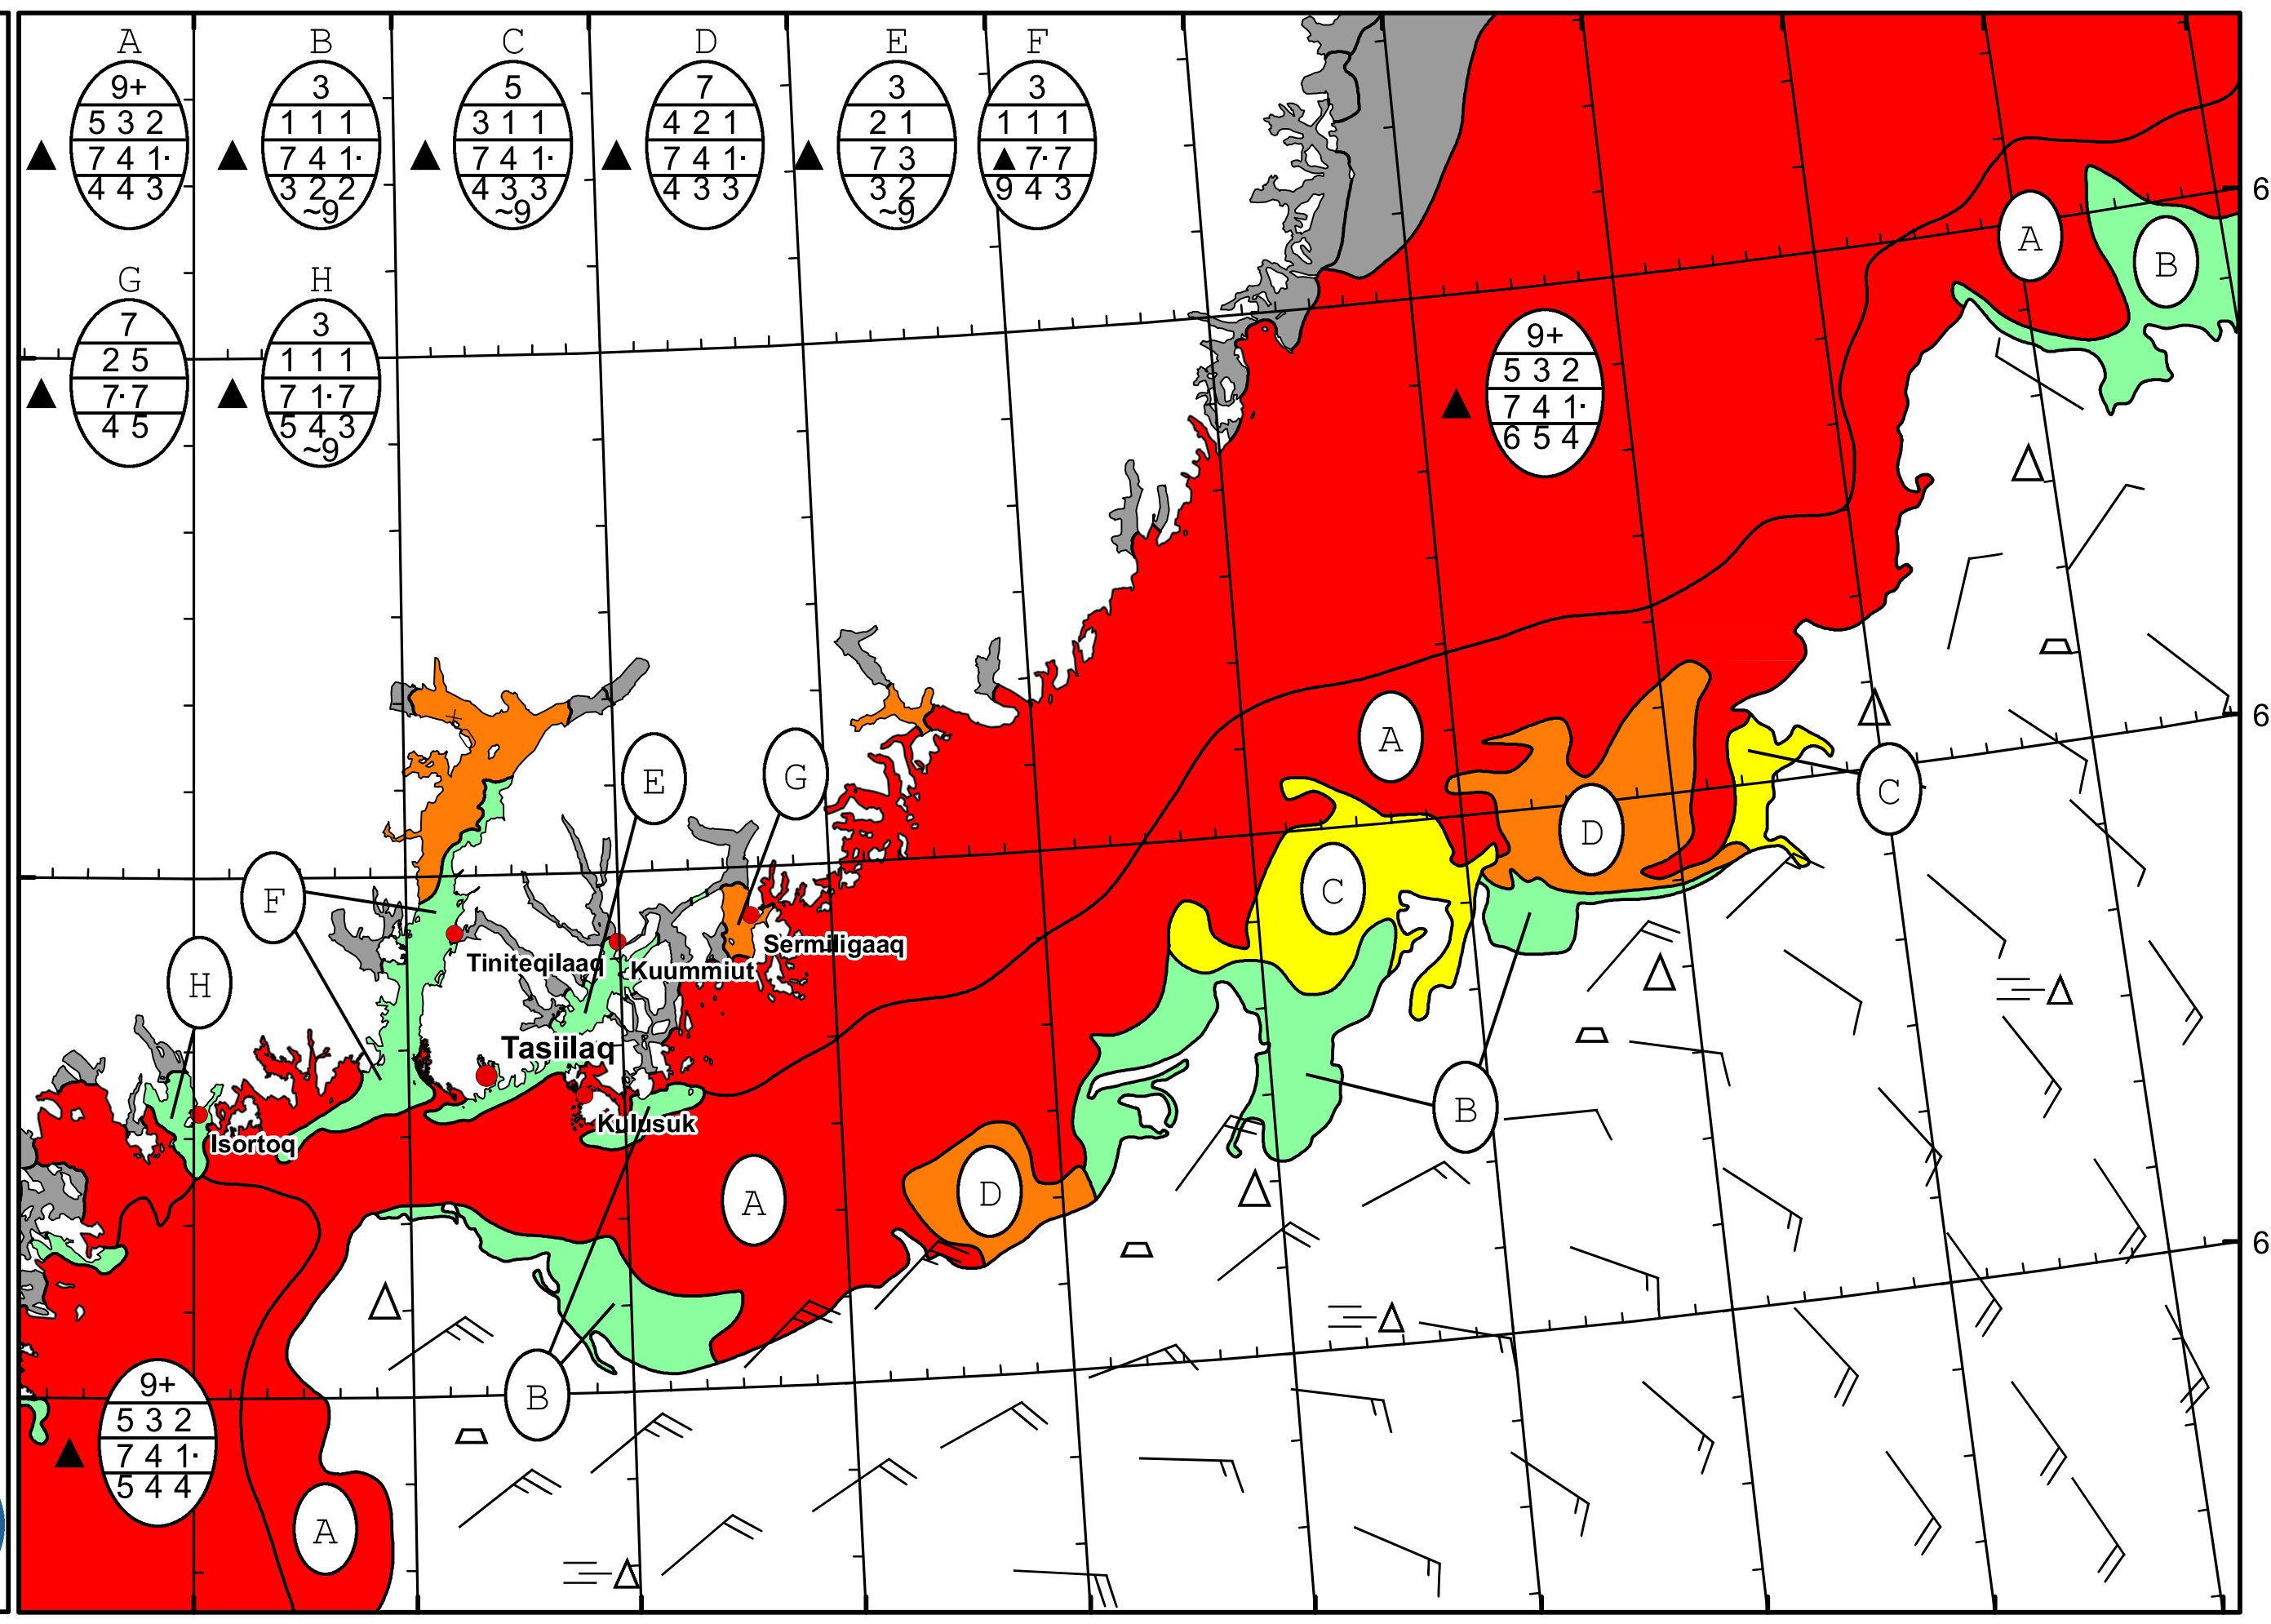 A B C D E F
9+ 3 5 7 3 3
5 3 2 1 1 1 3 1 1 4 2 1 2 1 1 1 1
7 4 1· 7 4 1· 7 4 1· 7 4 1· 7 3 ▲ 7· 7
4 4 3 3 2 2 4 3 3 4 3 3 3 2 9 4 3
~9 ~9 ~9
G H
7 3
2 5 1 1 1
7· 7 7 1· 7
4 5 5 4 3
~9
9+
5 3 2
7 4 1·
6 5 4
A
B
6
A
6
C
D
C
E
G
F
Sermiligaaq
Tiniteqilaaq
Kuummiut
H
Tasiilaq
Kulusuk
Isortoq
B
A
D
6
B
9+
5 3 2
7 4 1·
5 4 4
A